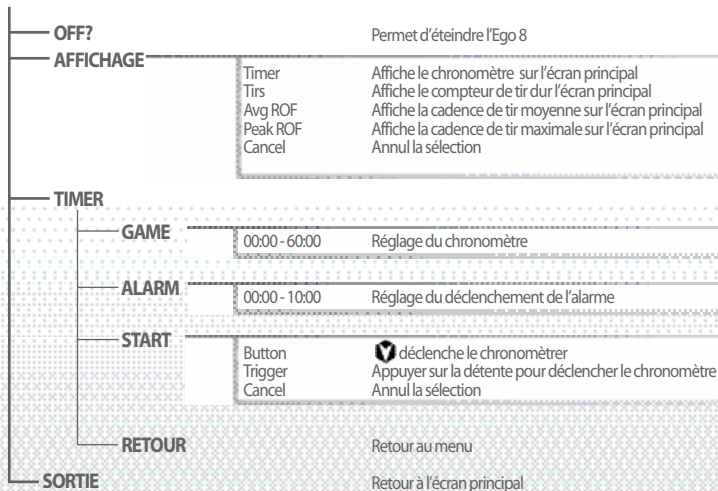 OFF? Permet d'éteindre l'Ego 8
AFFICHAGE
Timer Affiche le chronomètre sur l'écran principal
Tirs Affiche le compteur de tir dur l'écran principal
Avg ROF Affiche la cadence de tir moyenne sur l'écran principal
Peak ROF Affiche la cadence de tir maximale sur l'écran principal
Cancel Annul la sélection
TIMER
GAME
00:00 - 60:00 Réglage du chronomètre
ALARM
00:00 - 10:00 Réglage du déclenchement de l'alarme
START
Button déclenche le chronomètrer
Trigger Appuyer sur la détente pour déclencher le chronomètre
Cancel Annul la sélection
RETOUR Retour au menu
SORTIE Retour à l'écran principal